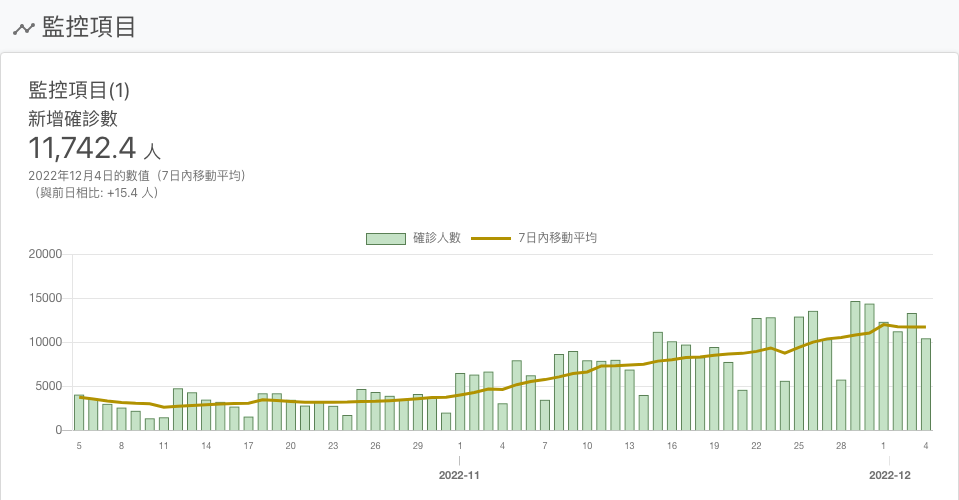 監控項目
監控項目(1)
新增確診數
11,742.4 人
2022年12月4日的數值（7日內移動平均）
（與前日相比: +15.4 人）
確診人數 7日內移動平均
20000
15000
10000
5000
0
5 8 11 14 17 20 23 26 29 1 4 7 10 13 16 19 22 25 28 1 4
2022-11 2022-12